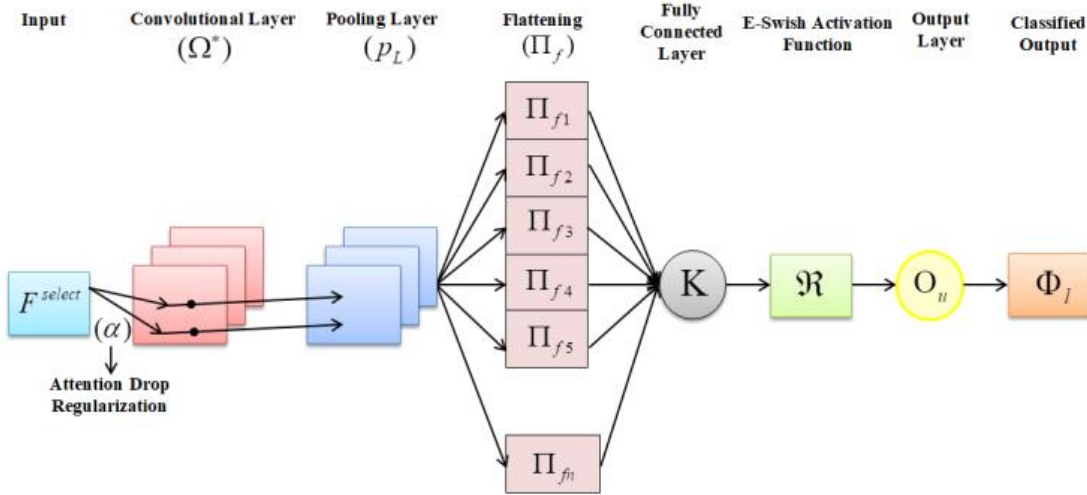 Input
Convolutional Layer
(Ω*)
Pooling Layer
(p_L)
Flattening
(Π_f)
Fully
Connected
Layer
E-Swish Activation
Function
Output
Layer
Classified
Output
Π_f1
Π_f2
Π_f3
Π_f4
Π_f5
Π_fn
F^select
(α)
Attention Drop
Regularization
K
ℜ
O_u
Φ_l